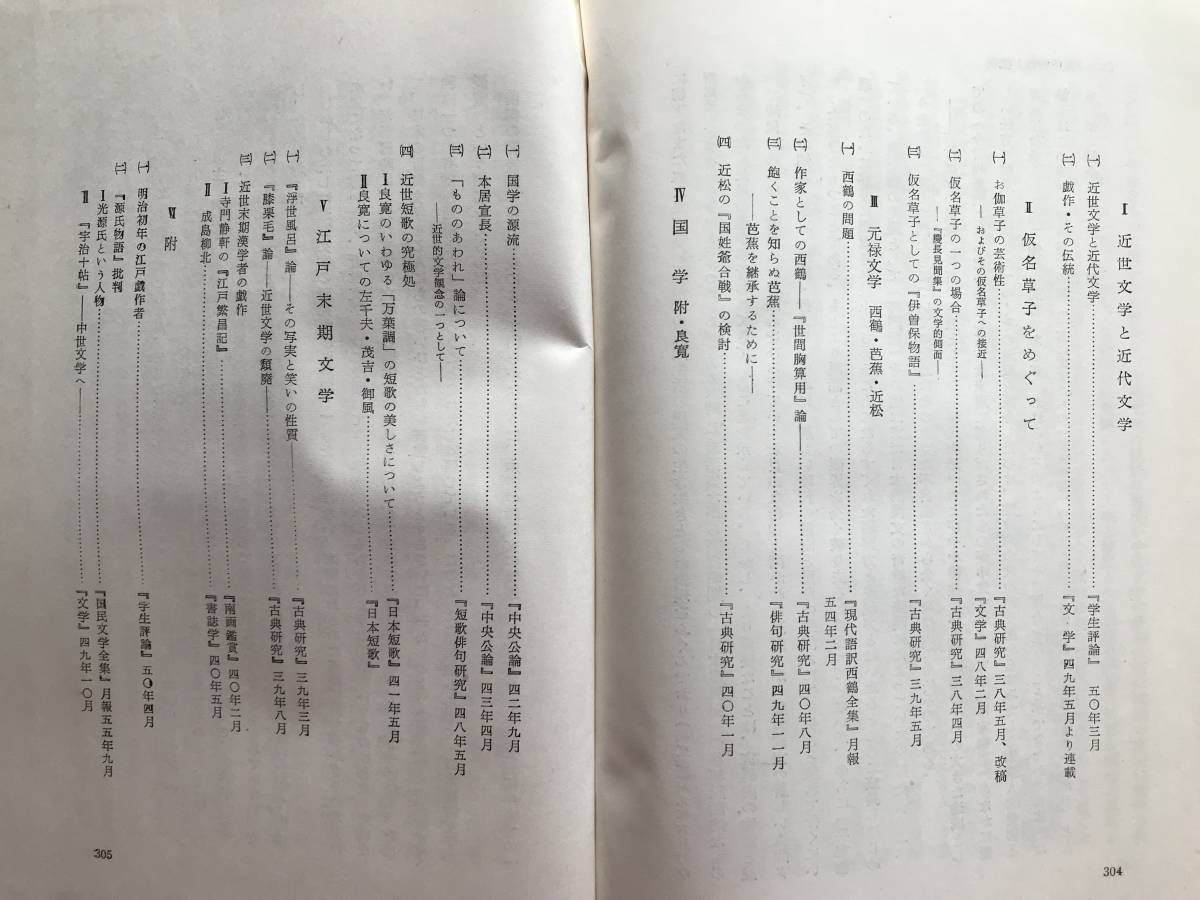 Ⅰ 近世文学と近代文学
㈠ 近世文学と近代文学…………『学生評論』 五〇年三月
㈡ 戯作・その伝統…………『文 学』四九年五月より連載
Ⅱ 仮名草子をめぐって
㈠ お伽草子の芸術性…………『古典研究』三八年五月、改稿
――およびその仮名草子への接近――…………『文学』四八年二月
㈡ 仮名草子の一つの場合…………『古典研究』三八年四月
――『慶長見聞集』の文学的側面――
㈢ 仮名草子としての『伊曽保物語』…………『古典研究』三九年五月
Ⅲ 元禄文学 西鶴・芭蕉・近松
㈠ 西鶴の問題…………『現代語訳西鶴全集』月報
五四年二月
㈡ 作家としての西鶴――『世間胸算用』論――…………『古典研究』四〇年八月
㈢ 飽くことを知らぬ芭蕉…………『俳句研究』四九年一一月
――芭蕉を継承するために――
㈣ 近松の『国姓爺合戦』の検討…………『古典研究』四〇年一月
Ⅳ 国 学 附・良寛
304
㈠ 国学の源流…………『中央公論』四二年九月
㈡ 本居宣長…………『中央公論』四三年四月
㈢ 「もののあわれ」論について…………『短歌俳句研究』四八年五月
――近世的文学観念の一つとして――
㈣ 近世短歌の究極処
Ⅰ良寛のいわゆる「万葉調」の短歌の美しさについて…………『日本短歌』四一年五月
Ⅱ良寛についての左千夫・茂吉・御風…………『日本短歌』
Ⅴ 江戸末期文学
㈠ 『浮世風呂』論――その写実と笑いの性質――…………『古典研究』三九年三月
㈡ 『膝栗毛』論――近世文学の頽廃――…………『古典研究』三九年八月
㈢ 近世末期漢学者の戯作
Ⅰ寺門静軒の『江戸繁昌記』…………『南画鑑賞』四〇年二月
Ⅱ 成島柳北…………『書誌学』四〇年五月
Ⅵ 附
㈠ 明治初年の江戸戯作者…………『学生評論』五〇年四月
㈡ 『源氏物語』批判
Ⅰ光源氏という人物…………『国民文学全集』月報五五年九月
Ⅱ 『宇治十帖』――中世文学へ――…………『文学』四九年一〇月
305